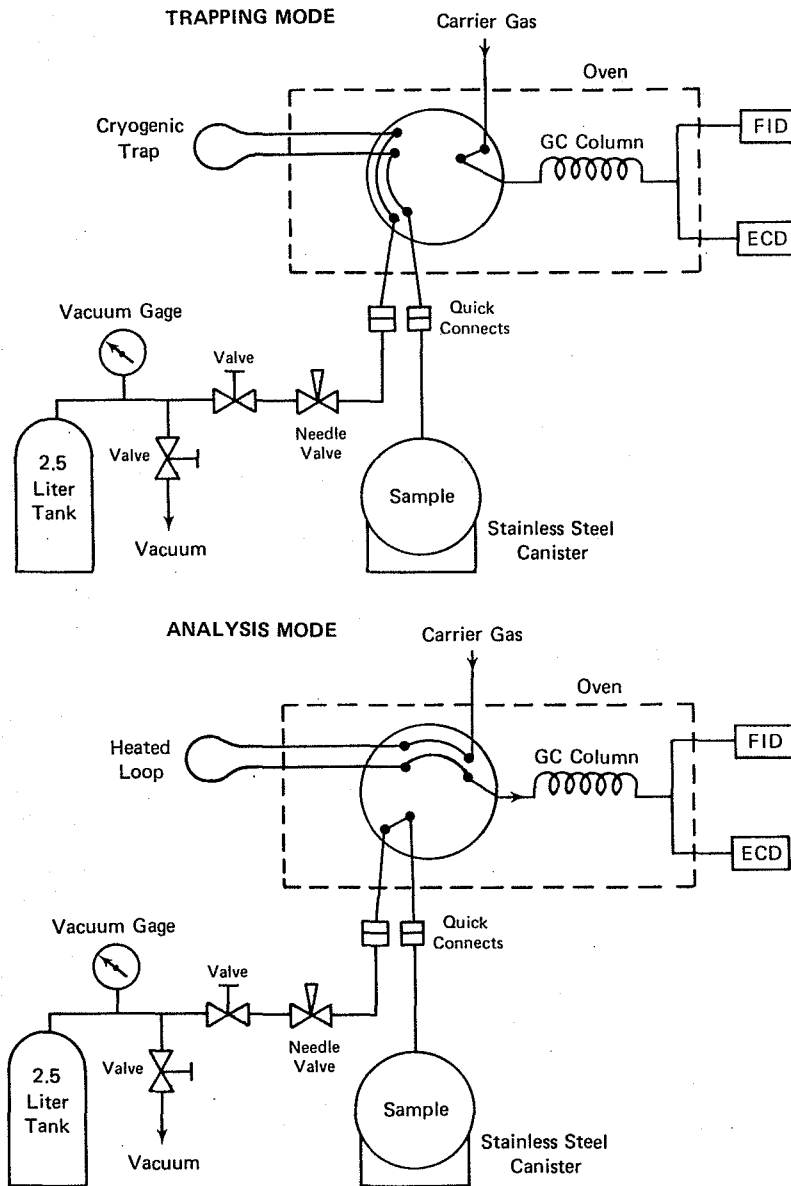 TRAPPING MODE
Carrier Gas
Oven
Cryogenic
Trap
GC Column
FID
ECD
Vacuum Gage
Quick
Connects
Valve
Needle
Valve
Valve
2.5
Liter
Tank
Sample
Vacuum
Stainless Steel
Canister
ANALYSIS MODE
Carrier Gas
Oven
Heated
Loop
GC Column
FID
ECD
Vacuum Gage
Quick
Connects
Valve
Needle
Valve
Valve
2.5
Liter
Tank
Sample
Vacuum
Stainless Steel
Canister